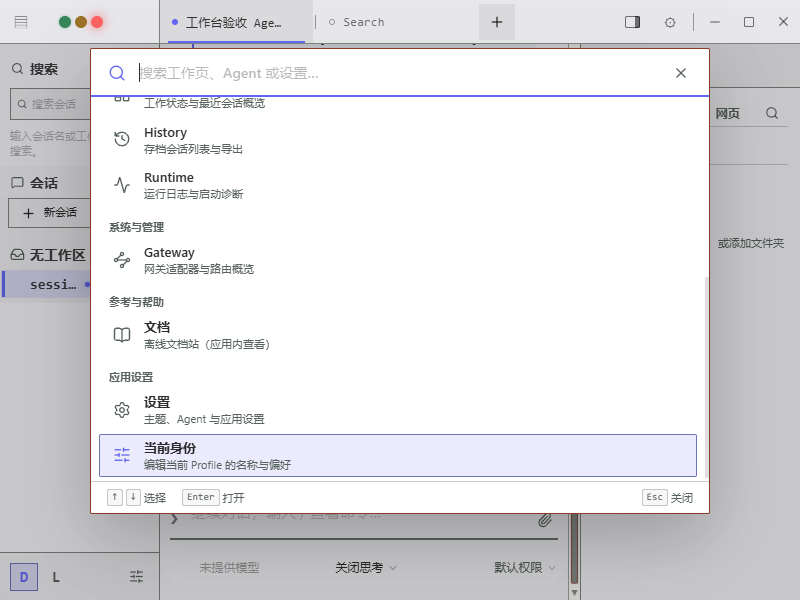 工作台验收 Age…
Search
搜索
搜索会话
输入会话名或工
搜索。
会话
新会话
无工作区
sessi…
D
L
搜索工作页、Agent 或设置...
工作状态与最近会话概览
History
存档会话列表与导出
Runtime
运行日志与启动诊断
系统与管理
Gateway
网关适配器与路由概览
参考与帮助
文档
离线文档站（应用内查看）
应用设置
设置
主题、Agent 与应用设置
当前身份
编辑当前 Profile 的名称与偏好
↑ ↓ 选择 Enter 打开
Esc 关闭
网页
或添加文件夹
未提供模型
关闭思考
默认权限